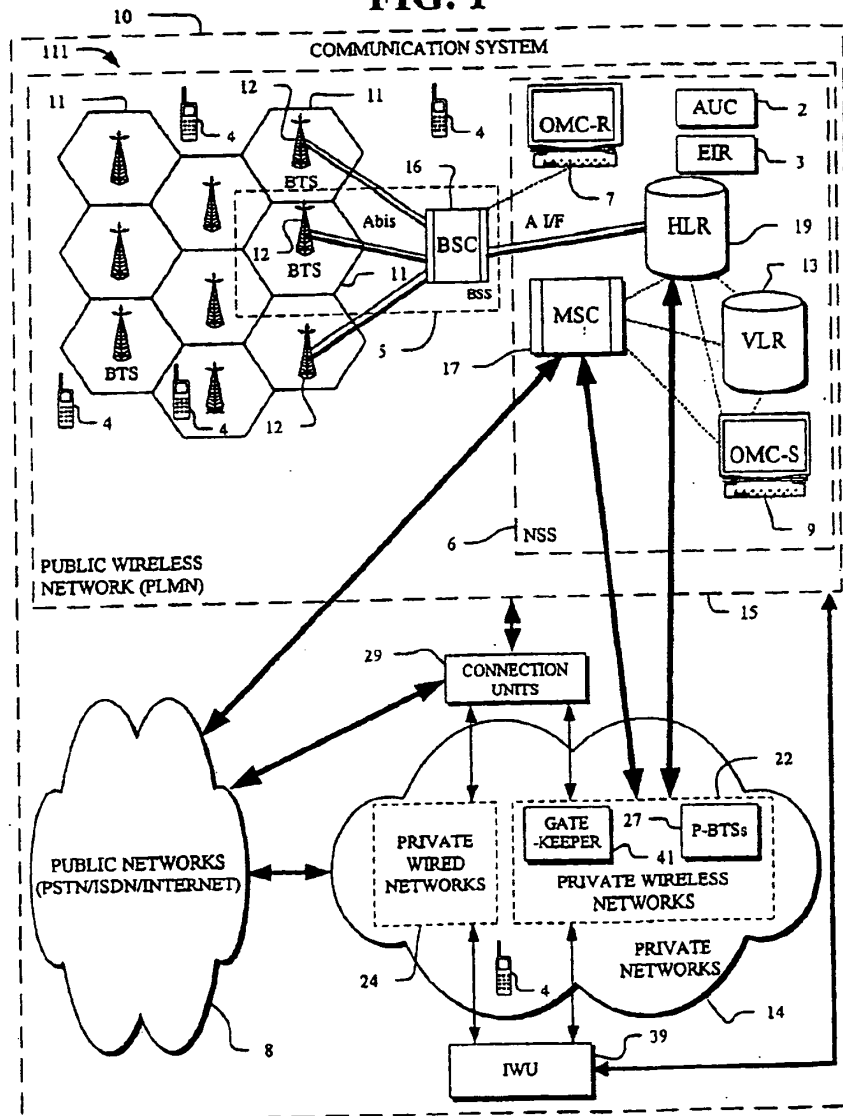 FIG. 1
10
COMMUNICATION SYSTEM
111
11
12
11
4
4
OMC-R
7
AUC
2
EIR
3
BTS
16
Abis
BSC
BSS
A I/F
HLR
19
12
BTS
11
13
MSC
17
VLR
5
BTS
4
4
12
OMC-S
9
6
NSS
PUBLIC WIRELESS
NETWORK (PLMN)
15
29
CONNECTION
UNITS
22
PUBLIC NETWORKS
(PSTN/ISDN/INTERNET)
PRIVATE
WIRED
NETWORKS
GATE
-KEEPER
41
27
P-BTSs
PRIVATE WIRELESS
NETWORKS
24
4
PRIVATE
NETWORKS
14
8
IWU
39